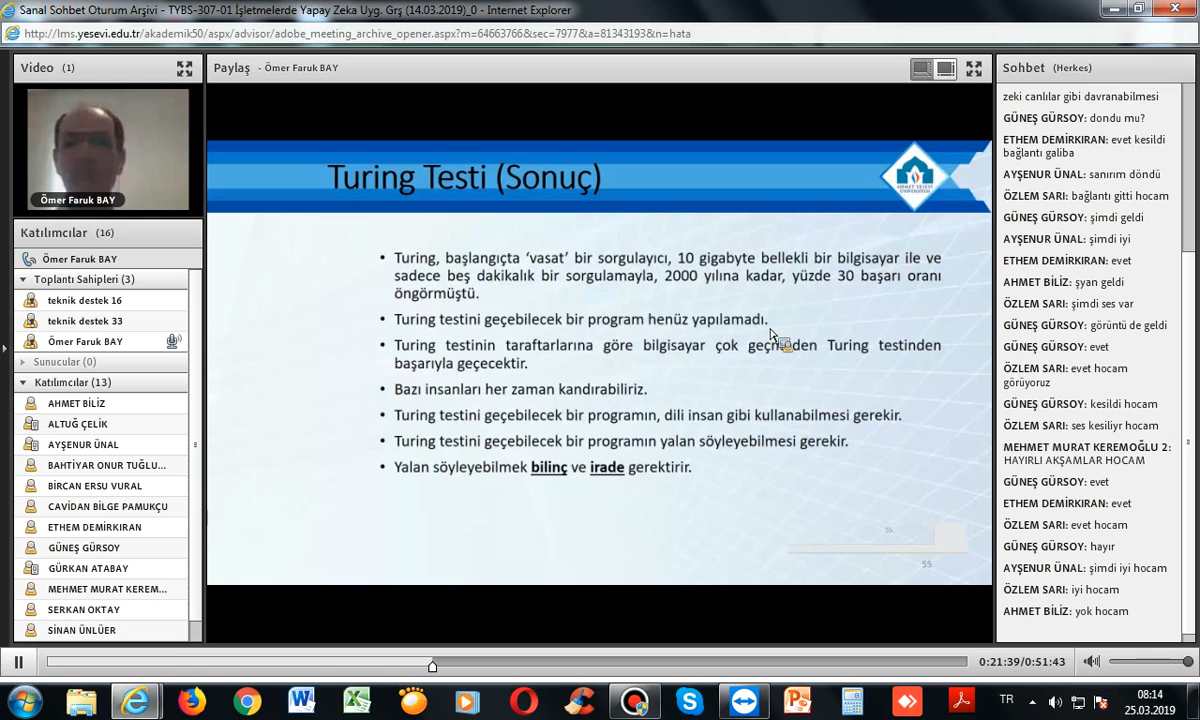 Sanal Sohbet Oturum Arşivi - TYBS-307-01 İşletmelerde Yapay Zeka Uyg. Grş (14.03.2019)_0 - Internet Explorer
http://lms.yesevi.edu.tr/akademik50/aspx/advisor/adobe_meeting_archive_opener.aspx?m=64663766&sec=7977&a=81343193&n=hata
Video (1)
Ömer Faruk BAY
Katılımcılar (16)
Ömer Faruk BAY
Toplantı Sahipleri (3)
teknik destek 16
teknik destek 33
Ömer Faruk BAY
Sunucular (0)
Katılımcılar (13)
AHMET BİLİZ
ALTUĞ ÇELİK
AYŞENUR ÜNAL
BAHTİYAR ONUR TUĞLU...
BİRCAN ERSU VURAL
CAVİDAN BİLGE PAMUKÇU
ETHEM DEMİRKIRAN
GÜNEŞ GÜRSOY
GÜRKAN ATABAY
MEHMET MURAT KEREM...
SERKAN OKTAY
SİNAN ÜNLÜER
Paylaş - Ömer Faruk BAY
Turing Testi (Sonuç)
AHMET YESEVİ
ÜNİVERSİTESİ
• Turing, başlangıçta ‘vasat’ bir sorgulayıcı, 10 gigabyte bellekli bir bilgisayar ile ve
sadece beş dakikalık bir sorgulamayla, 2000 yılına kadar, yüzde 30 başarı oranı
öngörmüştü.
• Turing testini geçebilecek bir program henüz yapılamadı.
• Turing testinin taraftarlarına göre bilgisayar çok geçmeden Turing testinden
başarıyla geçecektir.
• Bazı insanları her zaman kandırabiliriz.
• Turing testini geçebilecek bir programın, dili insan gibi kullanabilmesi gerekir.
• Turing testini geçebilecek bir programın yalan söyleyebilmesi gerekir.
• Yalan söyleyebilmek bilinç ve irade gerektirir.
55
Sohbet (Herkes)
zeki canlılar gibi davranabilmesi
GÜNEŞ GÜRSOY: dondu mu?
ETHEM DEMİRKIRAN: evet kesildi
bağlantı galiba
AYŞENUR ÜNAL: sanırım döndü
ÖZLEM SARI: bağlantı gitti hocam
GÜNEŞ GÜRSOY: şimdi geldi
AYŞENUR ÜNAL: şimdi iyi
ETHEM DEMİRKIRAN: evet
AHMET BİLİZ: şyan geldi
ÖZLEM SARI: şimdi ses var
GÜNEŞ GÜRSOY: görüntü de geldi
GÜNEŞ GÜRSOY: evet
ÖZLEM SARI: evet hocam
görüyoruz
GÜNEŞ GÜRSOY: kesildi hocam
ÖZLEM SARI: ses kesiliyr hocam
MEHMET MURAT KEREMOĞLU 2:
HAYIRLI AKŞAMLAR HOCAM
GÜNEŞ GÜRSOY: evet
ETHEM DEMİRKIRAN: evet
ÖZLEM SARI: evet hocam
GÜNEŞ GÜRSOY: hayır
AYŞENUR ÜNAL: şimdi iyi hocam
ÖZLEM SARI: iyi hocam
AHMET BİLİZ: yok hocam
0:21:39/0:51:43
TR
08:14
25.03.2019